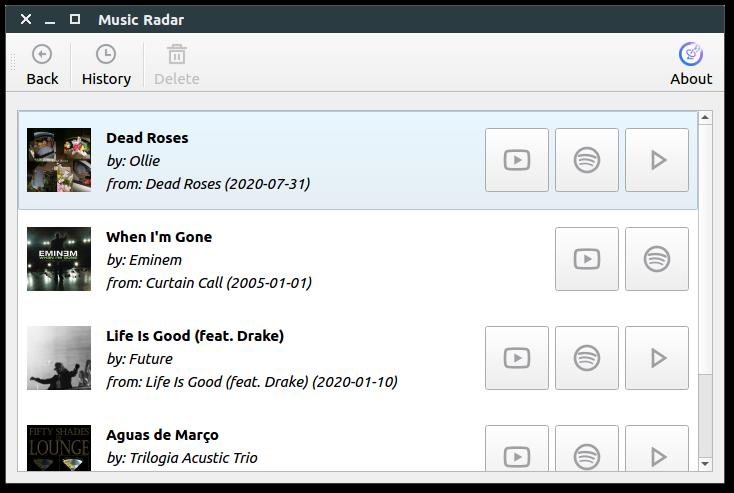 Music Radar
Back
History
Delete
About
Dead Roses
by: Ollie
from: Dead Roses (2020-07-31)
EMINEM
WHEN I'M GONE
When I'm Gone
by: Eminem
from: Curtain Call (2005-01-01)
Life Is Good (feat. Drake)
by: Future
from: Life Is Good (feat. Drake) (2020-01-10)
FIFTY SHADES
LOUNGE
Aguas de Março
by: Trilogia Acustic Trio